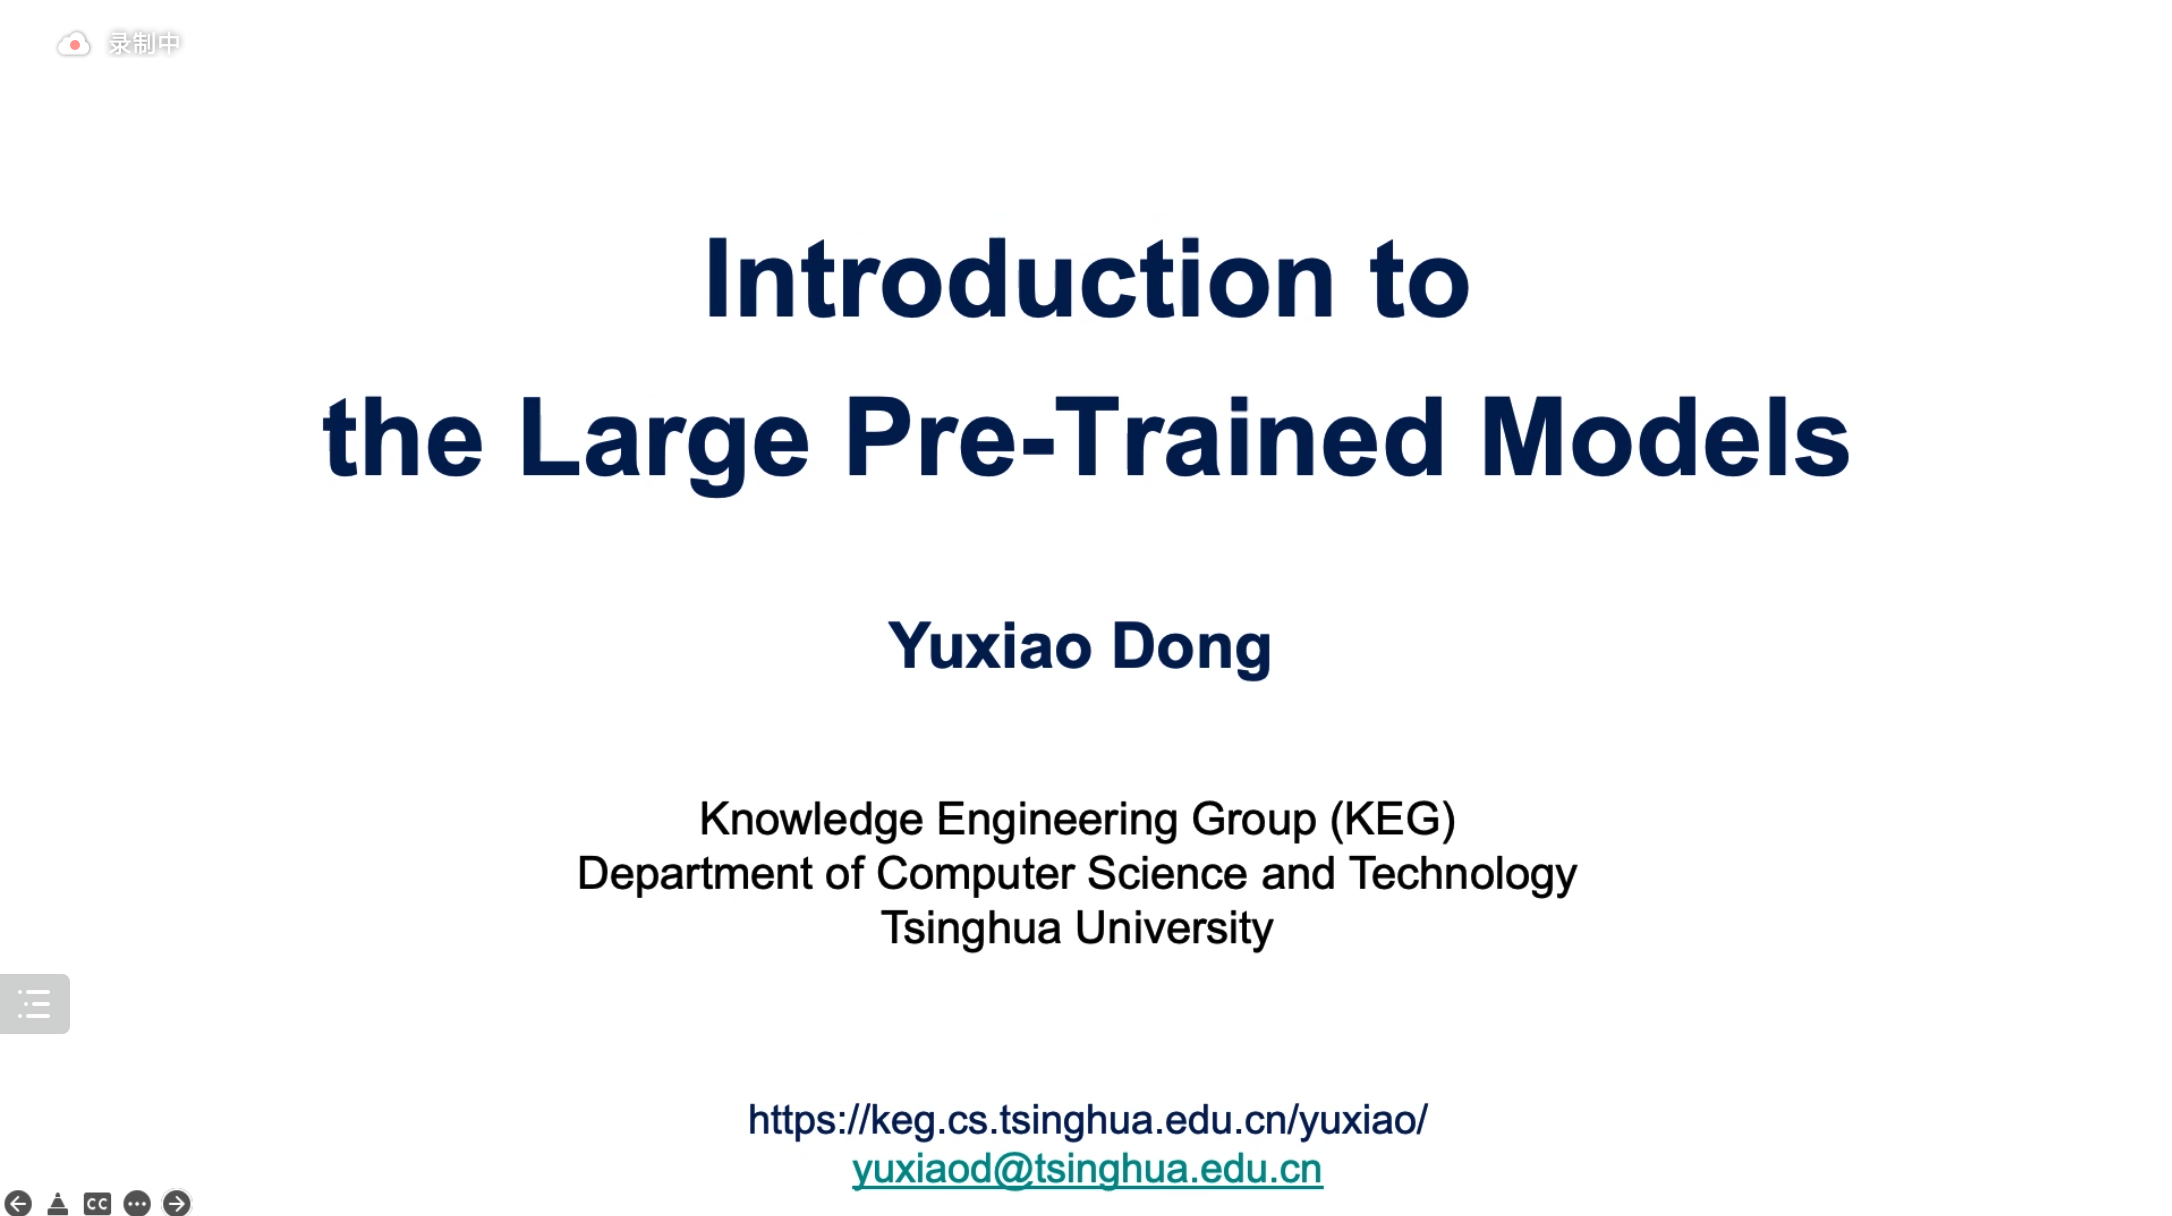 录制中
Introduction to
the Large Pre-Trained Models
Yuxiao Dong
Knowledge Engineering Group (KEG)
Department of Computer Science and Technology
Tsinghua University
https://keg.cs.tsinghua.edu.cn/yuxiao/
yuxiaod@tsinghua.edu.cn
CC